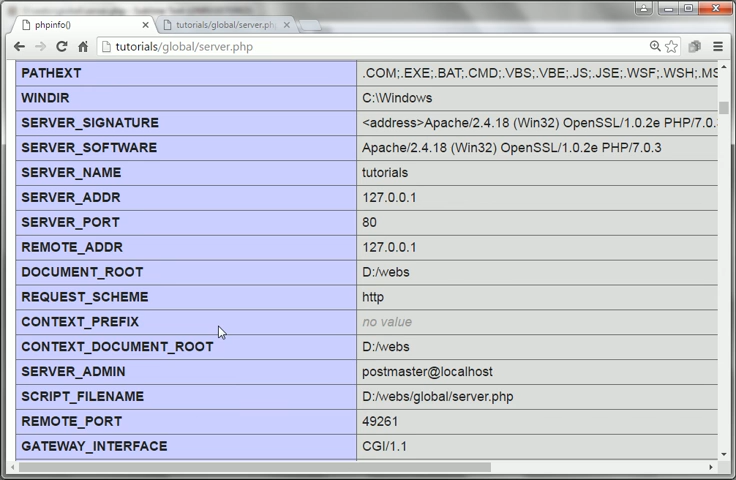 phpinfo()
tutorials/global/server.ph
tutorials/global/server.php
PATHEXT .COM;.EXE;.BAT;.CMD;.VBS;.VBE;.JS;.JSE;.WSF;.WSH;.MS
WINDIR C:\Windows
SERVER_SIGNATURE <address>Apache/2.4.18 (Win32) OpenSSL/1.0.2e PHP/7.0.3
SERVER_SOFTWARE Apache/2.4.18 (Win32) OpenSSL/1.0.2e PHP/7.0.3
SERVER_NAME tutorials
SERVER_ADDR 127.0.0.1
SERVER_PORT 80
REMOTE_ADDR 127.0.0.1
DOCUMENT_ROOT D:/webs
REQUEST_SCHEME http
CONTEXT_PREFIX no value
CONTEXT_DOCUMENT_ROOT D:/webs
SERVER_ADMIN postmaster@localhost
SCRIPT_FILENAME D:/webs/global/server.php
REMOTE_PORT 49261
GATEWAY_INTERFACE CGI/1.1